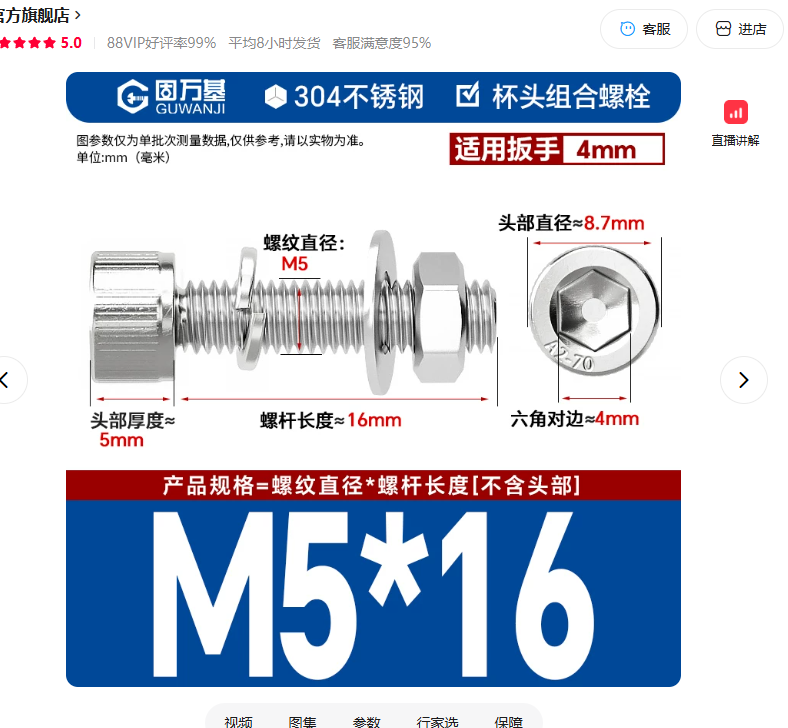 官方旗舰店 >
5.0 88VIP好评率99% 平均8小时发货 客服满意度95%
客服
进店
固万基
GUWANJI
304不锈钢
杯头组合螺栓
直播讲解
图参数仅为单批次测量数据,仅供参考,请以实物为准。
单位:mm（毫米）
适用扳手 4mm
头部直径≈8.7mm
螺纹直径：
M5
A2-70
头部厚度≈
5mm
螺杆长度≈16mm
六角对边≈4mm
产品规格=螺纹直径*螺杆长度[不含头部]
M5*16
视频 图集 参数 行家选 保障